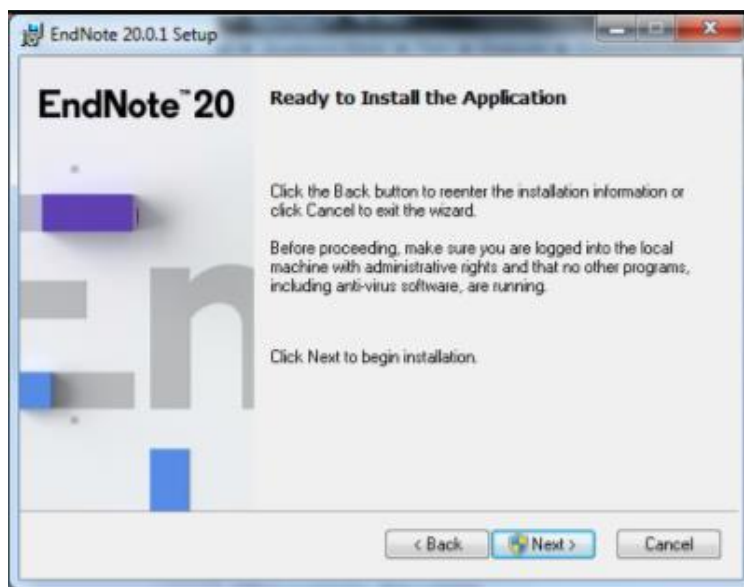 EndNote 20.0.1 Setup
EndNote™20
Ready to Install the Application
Click the Back button to reenter the installation information or
click Cancel to exit the wizard.
Before proceeding, make sure you are logged into the local
machine with administrative rights and that no other programs,
including anti-virus software, are running.
Click Next to begin installation.
En
< Back
Next >
Cancel